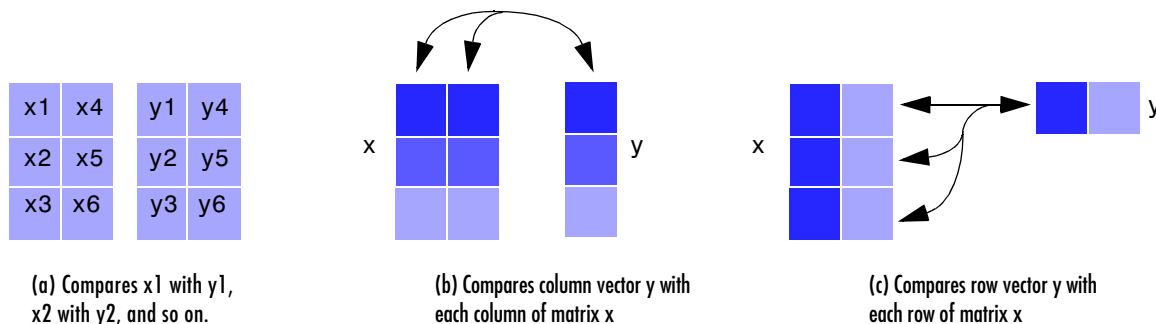 x1 x4 y1 y4
x2 x5 y2 y5
x3 x6 y3 y6
(a) Compares x1 with y1,
x2 with y2, and so on.
x y
(b) Compares column vector y with
each column of matrix x
x y
(c) Compares row vector y with
each row of matrix x